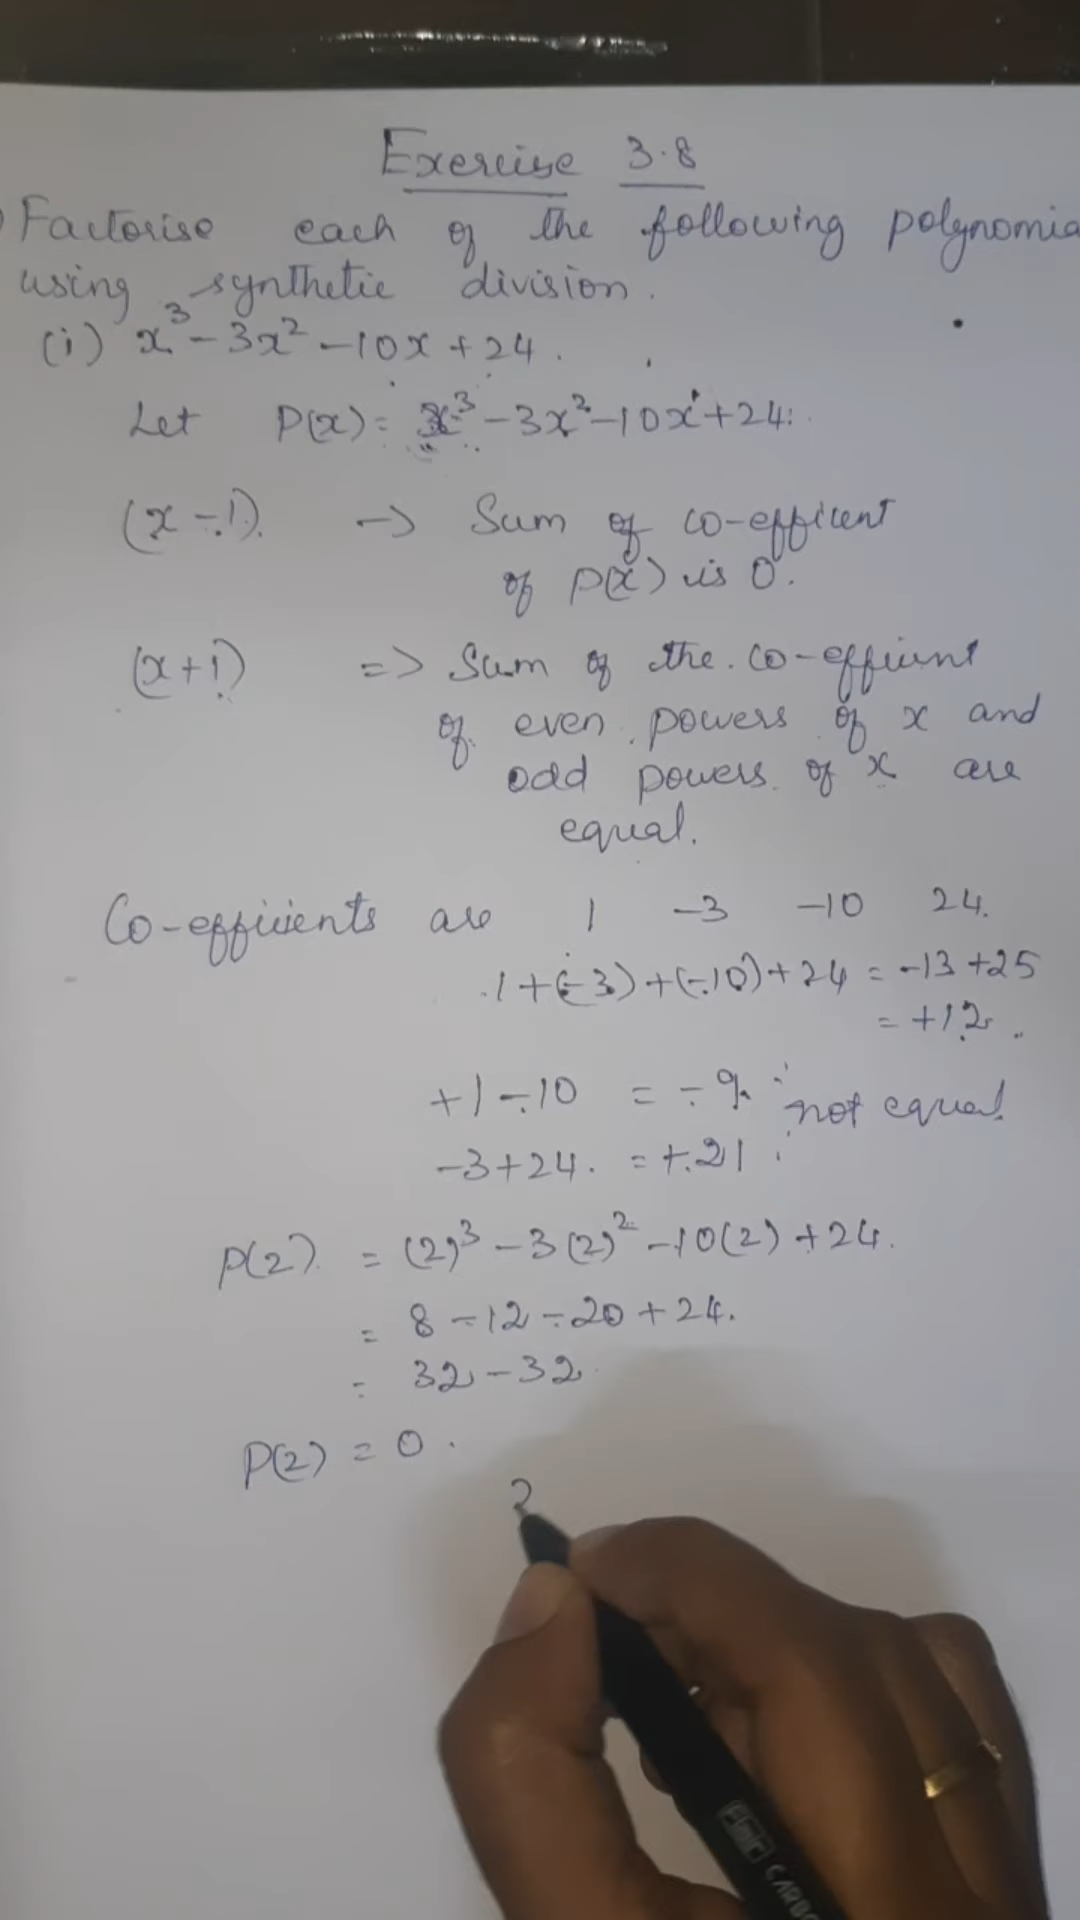 Exercise 3.8
Factorise each of the following polynomia
using synthetic division.
(i) x³ - 3x² - 10x + 24.
Let P(x) = x³ - 3x² - 10x + 24.
(x - 1) -> Sum of co-efficent
of P(x) is 0.
(x + 1) => Sum of the co-effiient
of even powers of x and
odd powers of x are
equal.
Co-efficients are 1 -3 -10 24.
1 + (-3) + (-10) + 24 = -13 + 25
= +12.
+1 - 10 = -9
not equal
-3 + 24. = +21
P(2) = (2)³ - 3(2)² - 10(2) + 24.
= 8 - 12 - 20 + 24.
= 32 - 32
P(2) = 0.
2